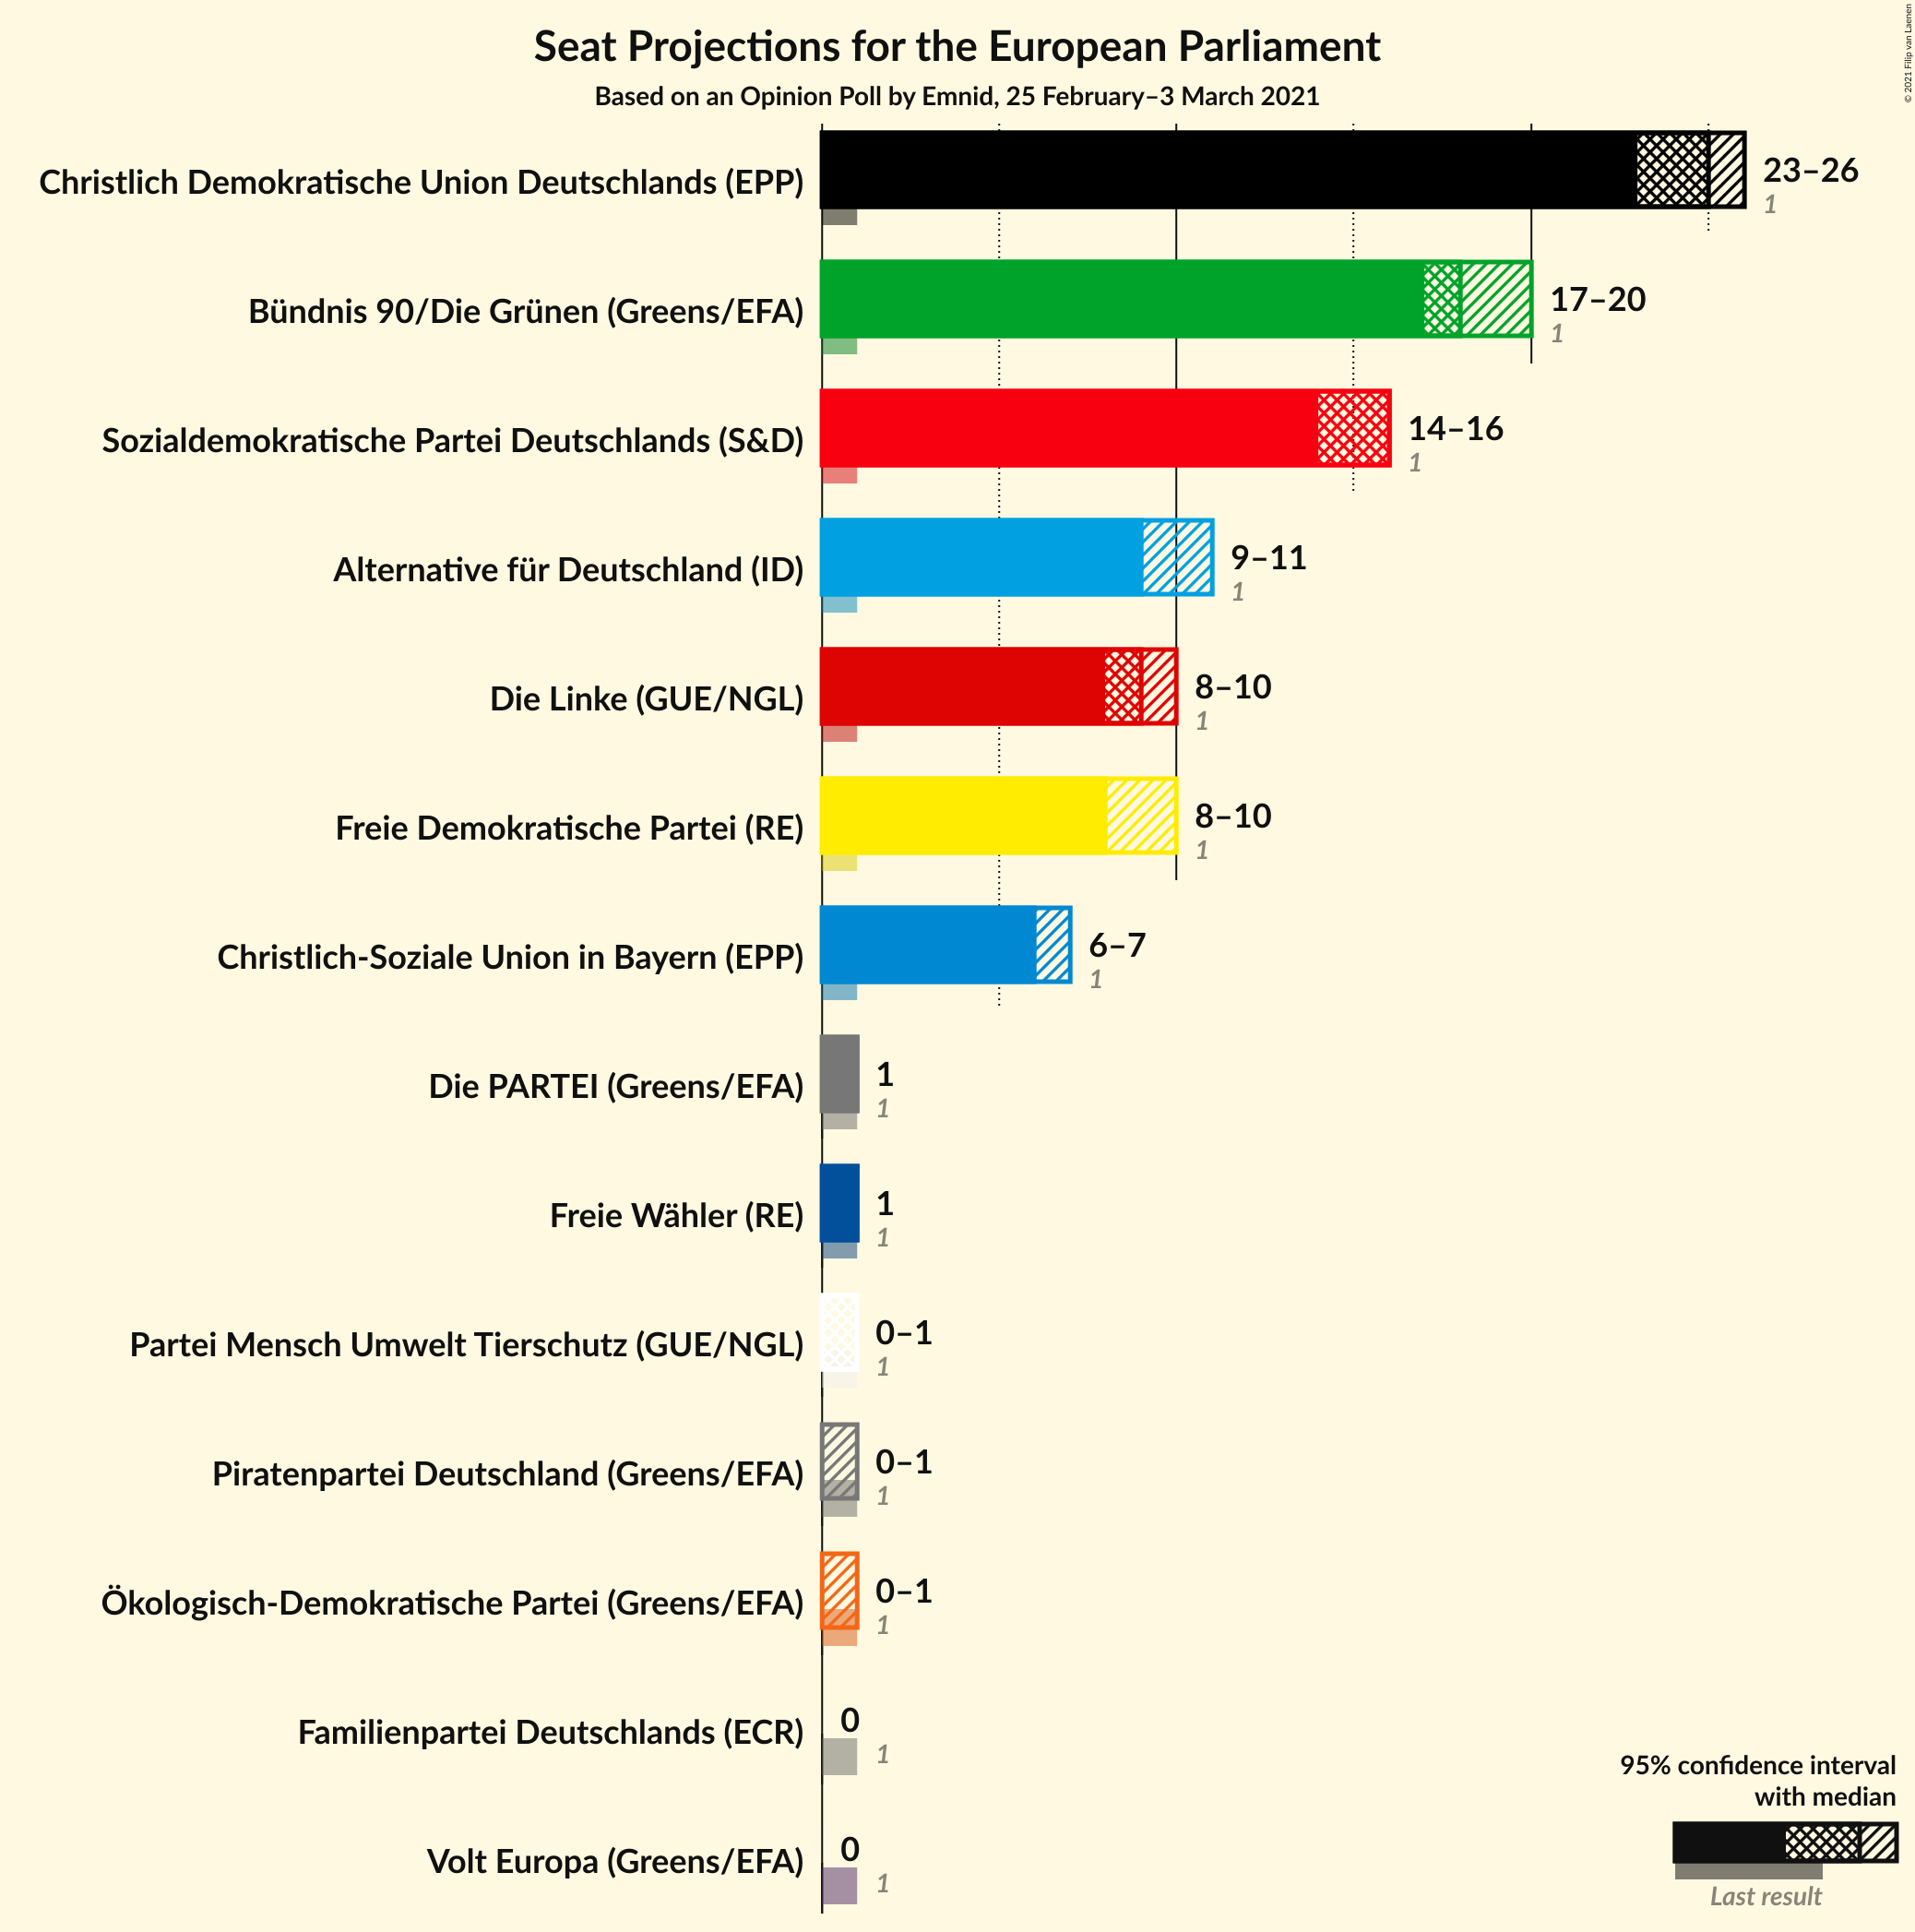 Seat Projections for the European Parliament
Based on an Opinion Poll by Emnid, 25 February–3 March 2021
© 2021 Filip van Laenen
Christlich Demokratische Union Deutschlands (EPP)
23–26
1
Bündnis 90/Die Grünen (Greens/EFA)
17–20
1
Sozialdemokratische Partei Deutschlands (S&D)
14–16
1
Alternative für Deutschland (ID)
9–11
1
Die Linke (GUE/NGL)
8–10
1
Freie Demokratische Partei (RE)
8–10
1
Christlich-Soziale Union in Bayern (EPP)
6–7
1
Die PARTEI (Greens/EFA)
1
1
Freie Wähler (RE)
1
1
Partei Mensch Umwelt Tierschutz (GUE/NGL)
0–1
1
Piratenpartei Deutschland (Greens/EFA)
0–1
1
Ökologisch-Demokratische Partei (Greens/EFA)
0–1
1
Familienpartei Deutschlands (ECR)
0
1
Volt Europa (Greens/EFA)
0
1
95% confidence interval
with median
Last result